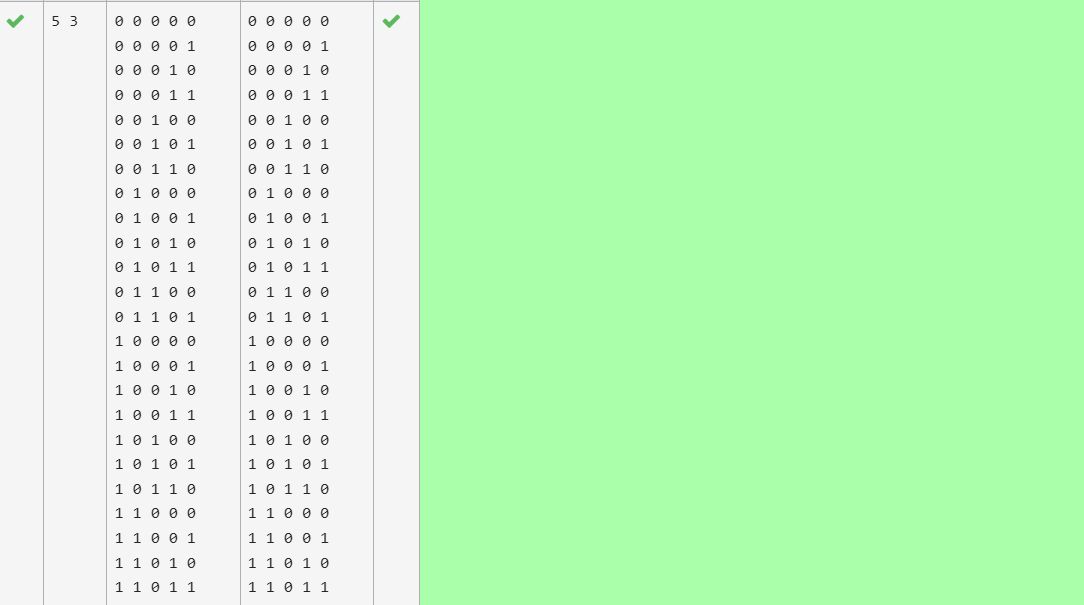 5 3 0 0 0 0 0 0 0 0 0 0
0 0 0 0 1 0 0 0 0 1
0 0 0 1 0 0 0 0 1 0
0 0 0 1 1 0 0 0 1 1
0 0 1 0 0 0 0 1 0 0
0 0 1 0 1 0 0 1 0 1
0 0 1 1 0 0 0 1 1 0
0 1 0 0 0 0 1 0 0 0
0 1 0 0 1 0 1 0 0 1
0 1 0 1 0 0 1 0 1 0
0 1 0 1 1 0 1 0 1 1
0 1 1 0 0 0 1 1 0 0
0 1 1 0 1 0 1 1 0 1
1 0 0 0 0 1 0 0 0 0
1 0 0 0 1 1 0 0 0 1
1 0 0 1 0 1 0 0 1 0
1 0 0 1 1 1 0 0 1 1
1 0 1 0 0 1 0 1 0 0
1 0 1 0 1 1 0 1 0 1
1 0 1 1 0 1 0 1 1 0
1 1 0 0 0 1 1 0 0 0
1 1 0 0 1 1 1 0 0 1
1 1 0 1 0 1 1 0 1 0
1 1 0 1 1 1 1 0 1 1